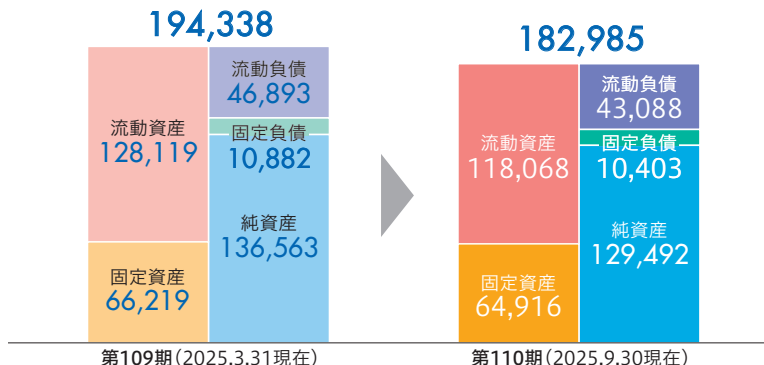 194,338
流動資産
128,119
固定資産
66,219
流動負債
46,893
固定負債
10,882
純資産
136,563
第109期(2025.3.31現在)
182,985
流動資産
118,068
固定資産
64,916
流動負債
43,088
固定負債
10,403
純資産
129,492
第110期(2025.9.30現在)